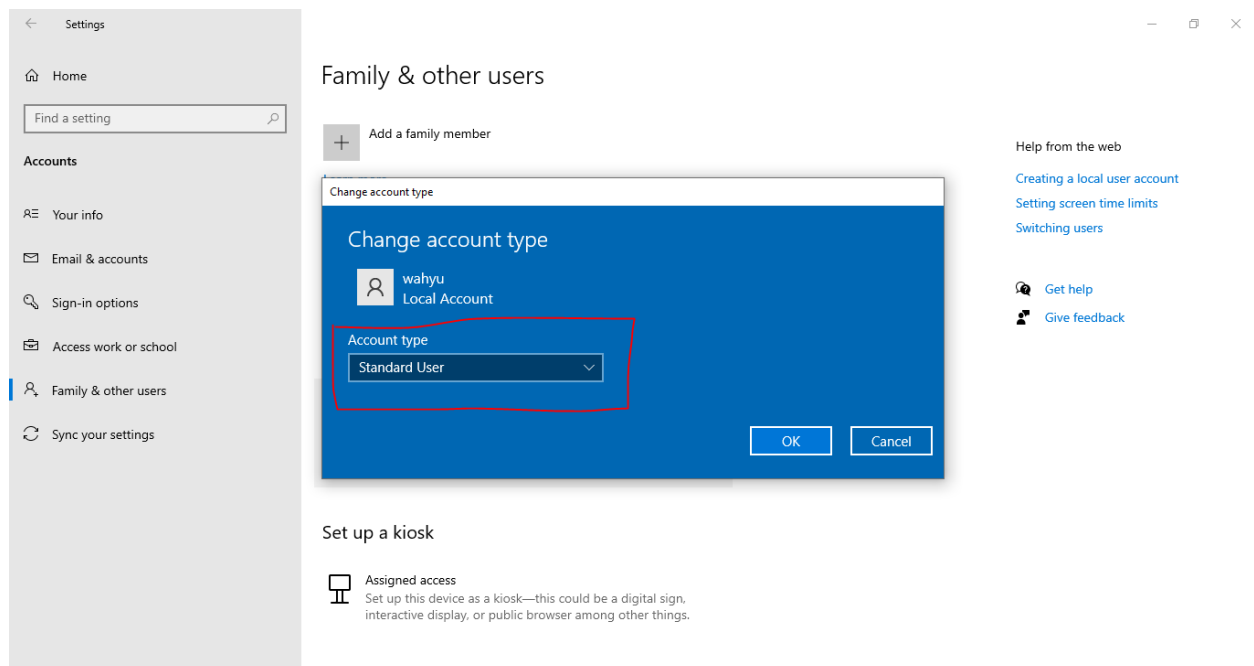 Settings
Home
Find a setting
Accounts
Your info
Email & accounts
Sign-in options
Access work or school
Family & other users
Sync your settings
Family & other users
Add a family member
Change account type
Change account type
wahyu
Local Account
Account type
Standard User
OK
Cancel
Set up a kiosk
Assigned access
Set up this device as a kiosk—this could be a digital sign,
interactive display, or public browser among other things.
Help from the web
Creating a local user account
Setting screen time limits
Switching users
Get help
Give feedback